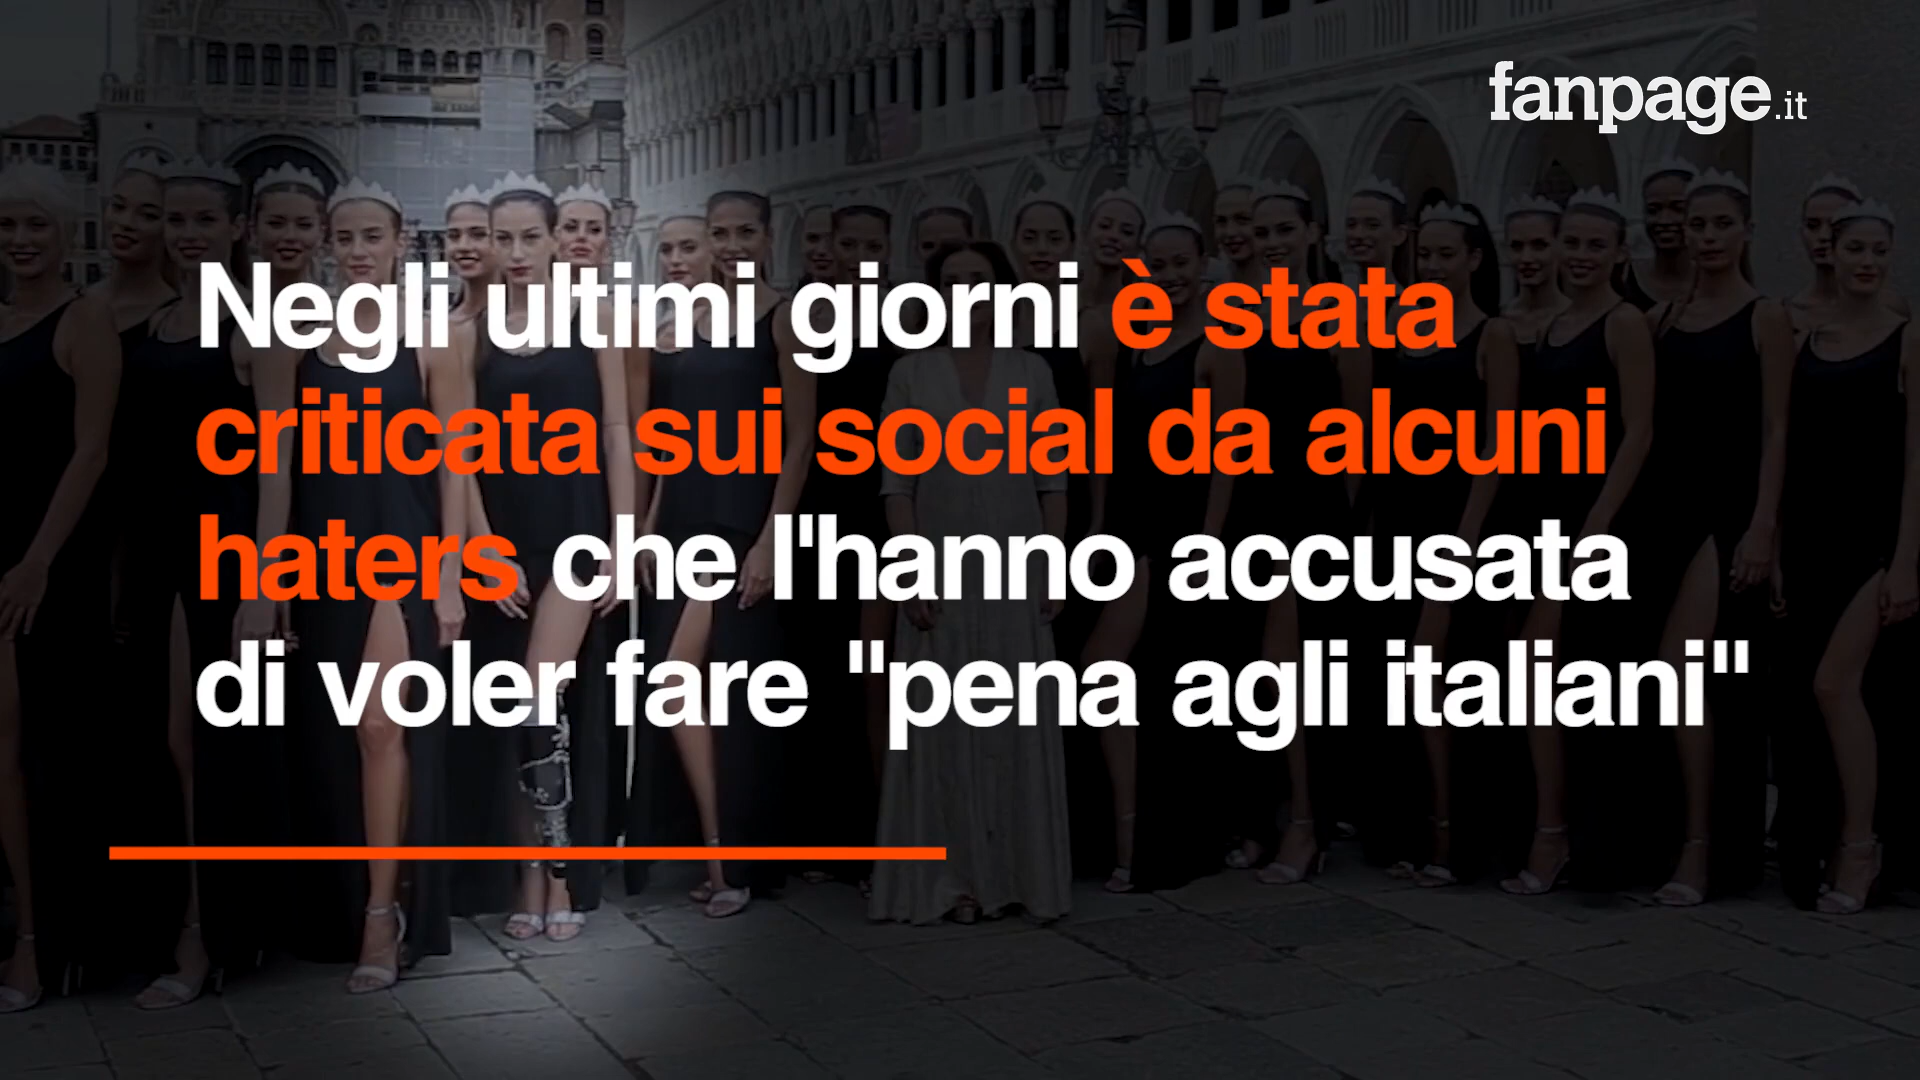 fanpage.it
Negli ultimi giorni è stata
criticata sui social da alcuni
haters che l'hanno accusata
di voler fare "pena agli italiani"